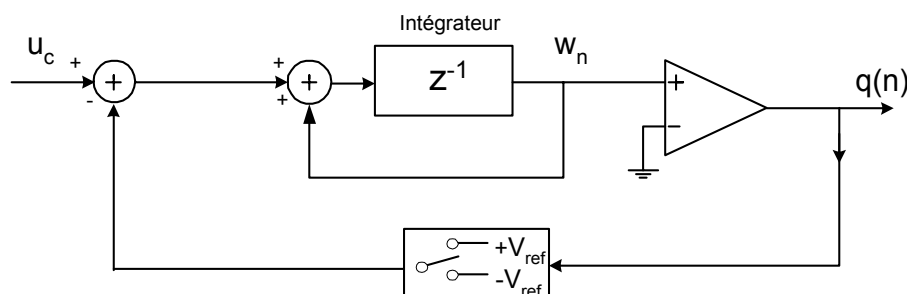 Intégrateur
u_c
w_n
q(n)
+
-
+
+
+
+
z^-1
+
-
+V_ref
-V_ref